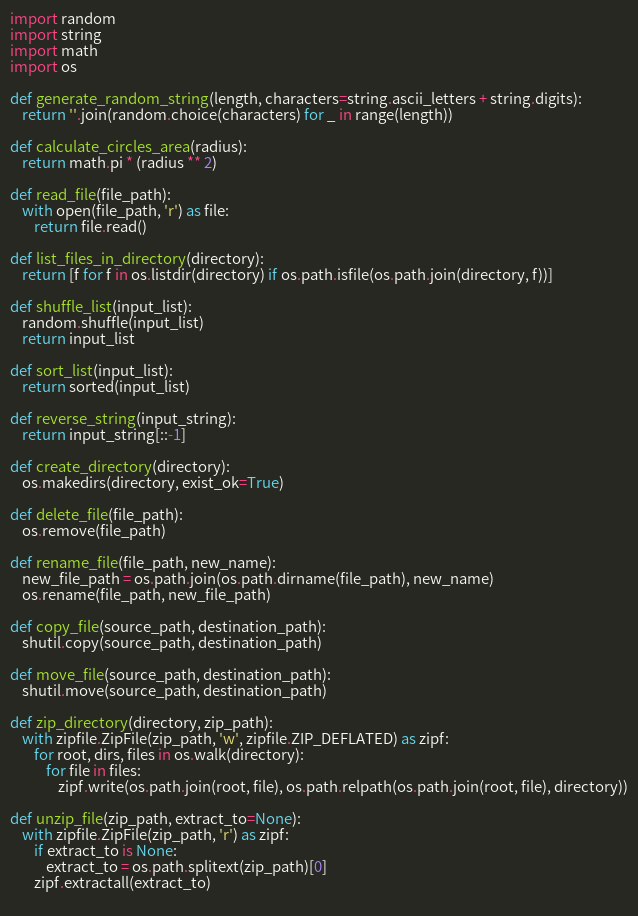 import random
import string
import math
import os

def generate_random_string(length, characters=string.ascii_letters + string.digits):
    return ''.join(random.choice(characters) for _ in range(length))

def calculate_circles_area(radius):
    return math.pi * (radius ** 2)

def read_file(file_path):
    with open(file_path, 'r') as file:
        return file.read()

def list_files_in_directory(directory):
    return [f for f in os.listdir(directory) if os.path.isfile(os.path.join(directory, f))]

def shuffle_list(input_list):
    random.shuffle(input_list)
    return input_list

def sort_list(input_list):
    return sorted(input_list)

def reverse_string(input_string):
    return input_string[::-1]

def create_directory(directory):
    os.makedirs(directory, exist_ok=True)

def delete_file(file_path):
    os.remove(file_path)

def rename_file(file_path, new_name):
    new_file_path = os.path.join(os.path.dirname(file_path), new_name)
    os.rename(file_path, new_file_path)

def copy_file(source_path, destination_path):
    shutil.copy(source_path, destination_path)

def move_file(source_path, destination_path):
    shutil.move(source_path, destination_path)

def zip_directory(directory, zip_path):
    with zipfile.ZipFile(zip_path, 'w', zipfile.ZIP_DEFLATED) as zipf:
        for root, dirs, files in os.walk(directory):
            for file in files:
                zipf.write(os.path.join(root, file), os.path.relpath(os.path.join(root, file), directory))

def unzip_file(zip_path, extract_to=None):
    with zipfile.ZipFile(zip_path, 'r') as zipf:
        if extract_to is None:
            extract_to = os.path.splitext(zip_path)[0]
        zipf.extractall(extract_to)